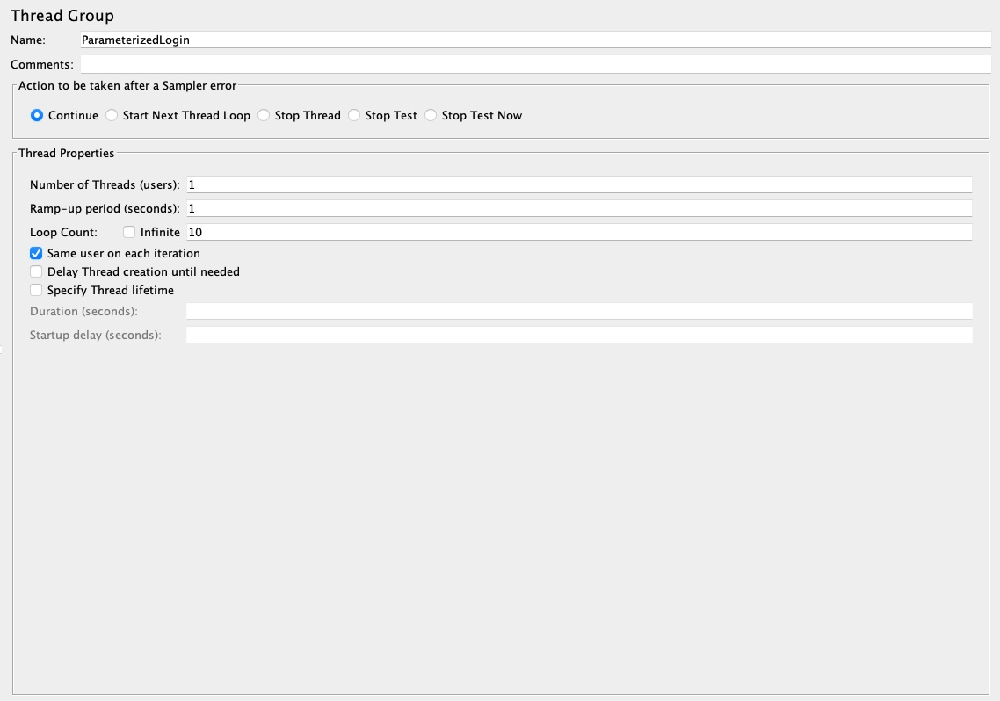 Thread Group
Name: ParameterizedLogin
Comments:
Action to be taken after a Sampler error
Continue Start Next Thread Loop Stop Thread Stop Test Stop Test Now
Thread Properties
Number of Threads (users): 1
Ramp-up period (seconds): 1
Loop Count: Infinite 10
Same user on each iteration
Delay Thread creation until needed
Specify Thread lifetime
Duration (seconds):
Startup delay (seconds):